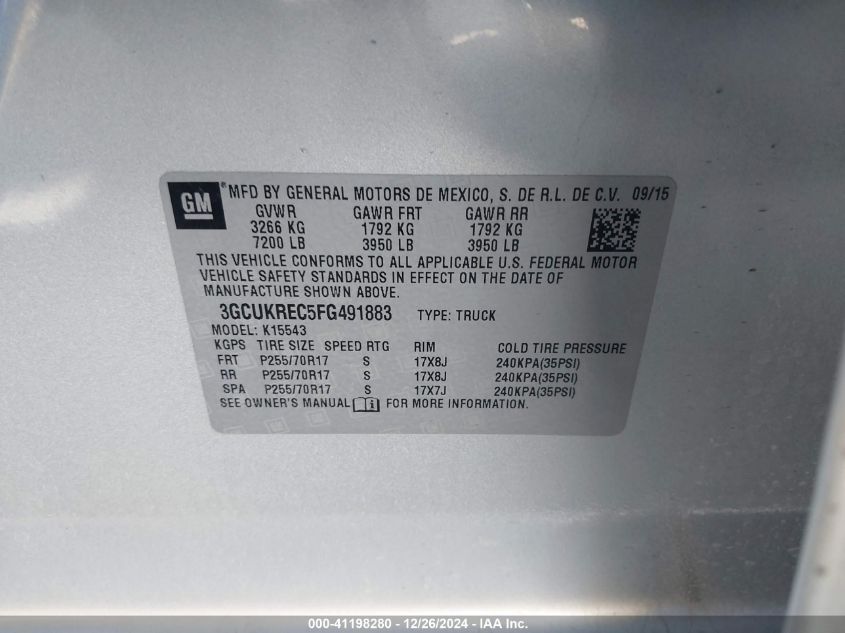 GM ® MFD BY GENERAL MOTORS DE MEXICO, S. DE R.L. DE C.V. 09/15
GVWR GAWR FRT GAWR RR
3266 KG 1792 KG 1792 KG
7200 LB 3950 LB 3950 LB
THIS VEHICLE CONFORMS TO ALL APPLICABLE U.S. FEDERAL MOTOR
VEHICLE SAFETY STANDARDS IN EFFECT ON THE DATE OF
MANUFACTURE SHOWN ABOVE.
3GCUKREC5FG491883 TYPE: TRUCK
MODEL: K15543
KGPS TIRE SIZE SPEED RTG RIM COLD TIRE PRESSURE
FRT P255/70R17 S 17X8J 240KPA(35PSI)
RR P255/70R17 S 17X8J 240KPA(35PSI)
SPA P255/70R17 S 17X7J 240KPA(35PSI)
SEE OWNER'S MANUAL FOR MORE INFORMATION.
000-41198280 - 12/26/2024 - IAA Inc.